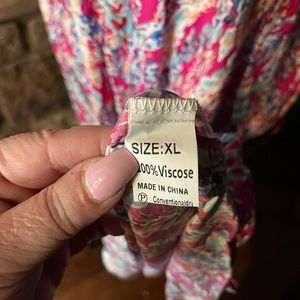 SIZE:XL
100%Viscose
MADE IN CHINA
P Conventionaldry